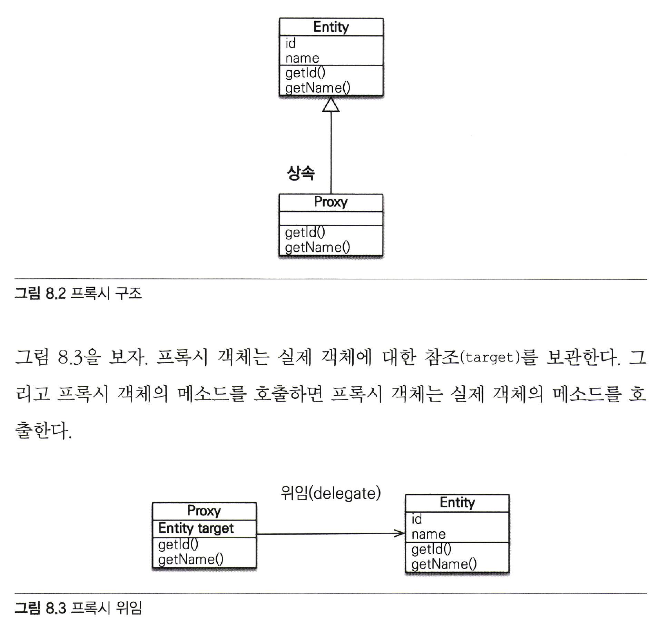 Entity
id
name
getId()
getName()
상속
Proxy
getId()
getName()
그림 8.2 프록시 구조
그림 8.3을 보자. 프록시 객체는 실제 객체에 대한 참조(target)를 보관한다. 그
리고 프록시 객체의 메소드를 호출하면 프록시 객체는 실제 객체의 메소드를 호
출한다.
위임(delegate)
Proxy
Entity target
getId()
getName()
Entity
id
name
getId()
getName()
그림 8.3 프록시 위임